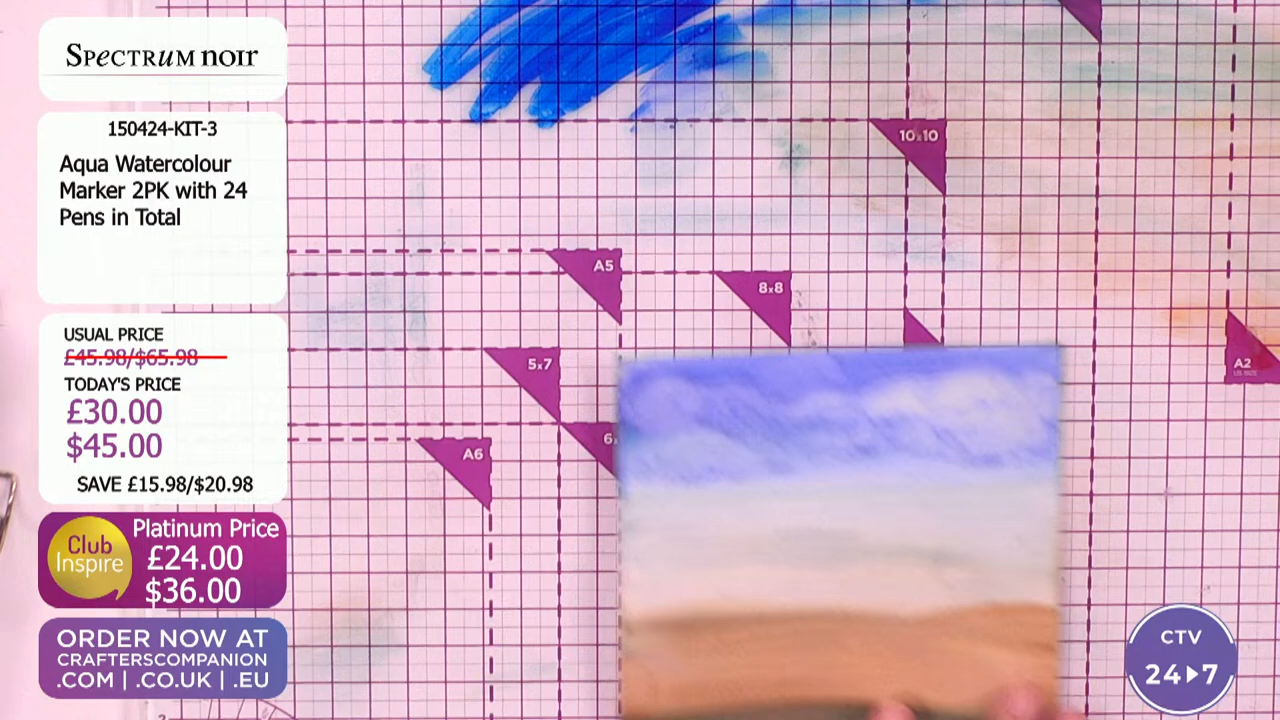 SPECTRUM noir
150424-KIT-3
Aqua Watercolour
Marker 2PK with 24
Pens in Total
USUAL PRICE
£45.98/$65.98
TODAY'S PRICE
£30.00
$45.00
SAVE £15.98/$20.98
Club
Inspire
Platinum Price
£24.00
$36.00
ORDER NOW AT
CRAFTERSCOMPANION
.COM | .CO.UK | .EU
10x10
A5
8x8
5x7
A2
A6
CTV
24▶7